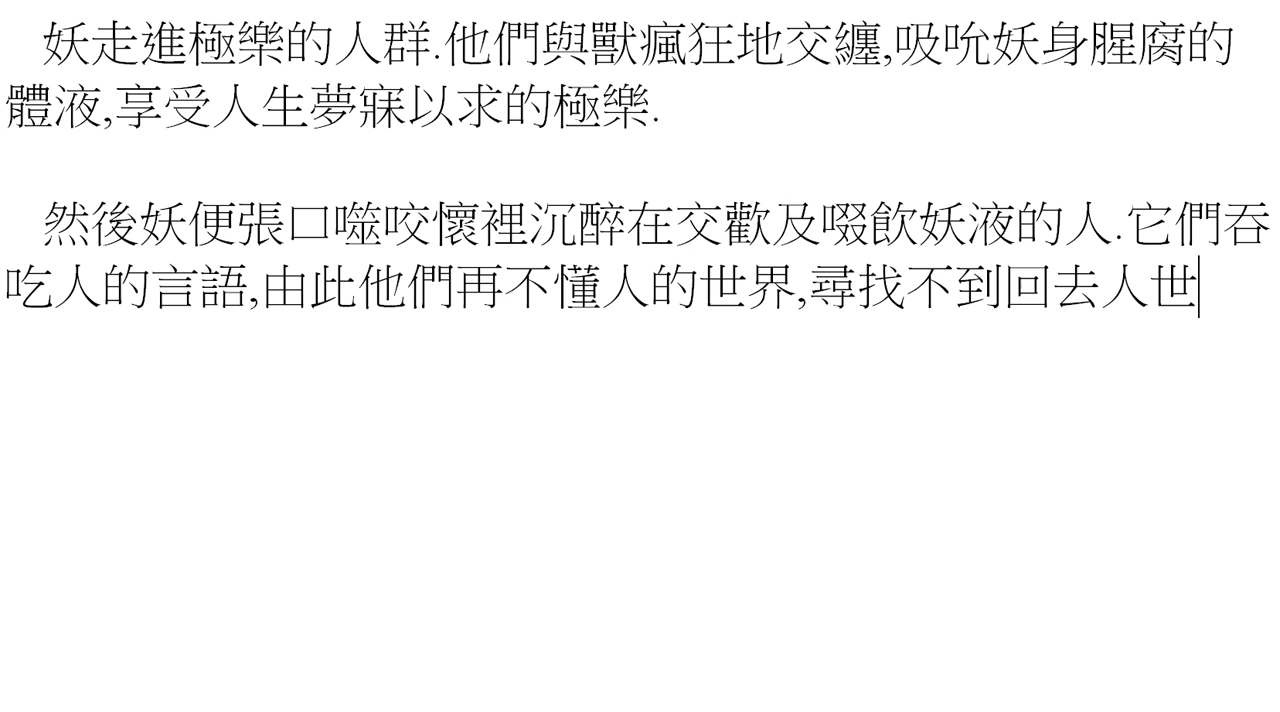 妖走進極樂的人群.他們與獸瘋狂地交纏,吸吮妖身腥腐的
體液,享受人生夢寐以求的極樂.
然後妖便張口噬咬懷裡沉醉在交歡及啜飲妖液的人.它們吞
吃人的言語,由此他們再不懂人的世界,尋找不到回去人世